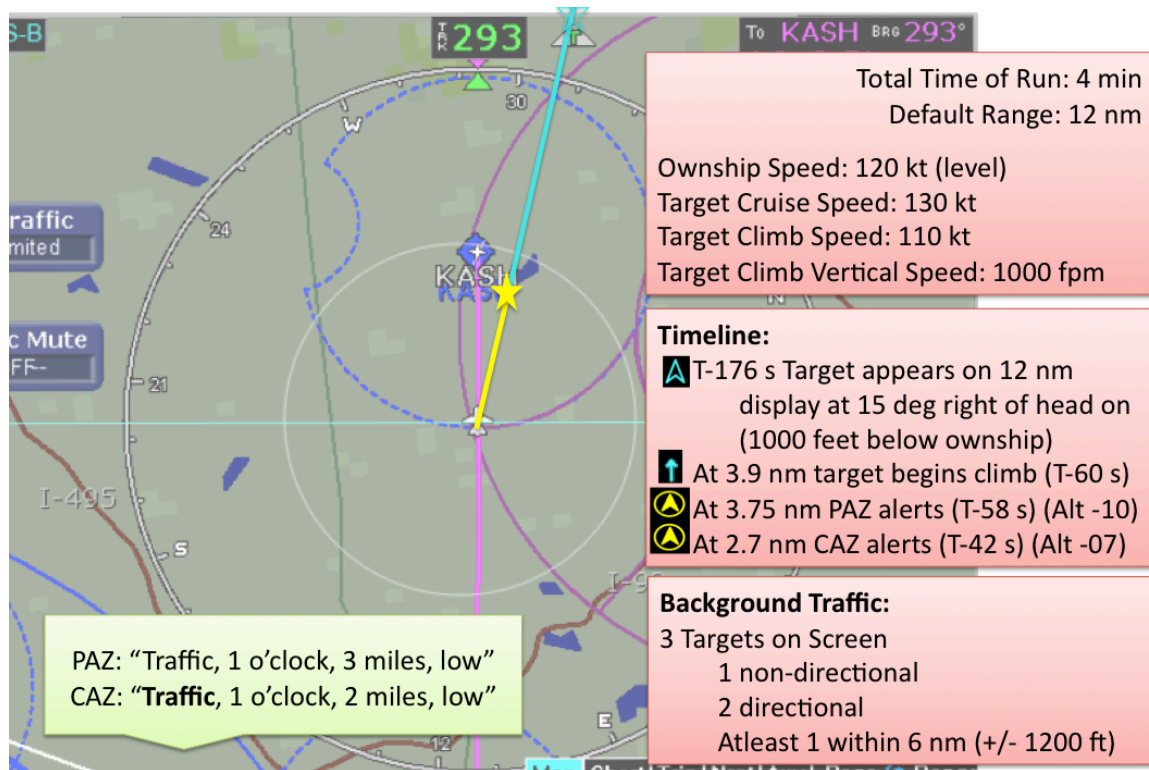 S-B
TRK 293
To KASH BRG 293°
Total Time of Run: 4 min
Default Range: 12 nm
Ownship Speed: 120 kt (level)
Target Cruise Speed: 130 kt
Target Climb Speed: 110 kt
Target Climb Vertical Speed: 1000 fpm
30
W
24
raffic
mited
KASH
KAS
N
c Mute
FF--
21
Timeline:
T-176 s Target appears on 12 nm
display at 15 deg right of head on
(1000 feet below ownship)
At 3.9 nm target begins climb (T-60 s)
At 3.75 nm PAZ alerts (T-58 s) (Alt -10)
At 2.7 nm CAZ alerts (T-42 s) (Alt -07)
I-495
S
I-9
Background Traffic:
3 Targets on Screen
1 non-directional
2 directional
Atleast 1 within 6 nm (+/- 1200 ft)
PAZ: “Traffic, 1 o’clock, 3 miles, low”
CAZ: “Traffic, 1 o’clock, 2 miles, low”
E
12